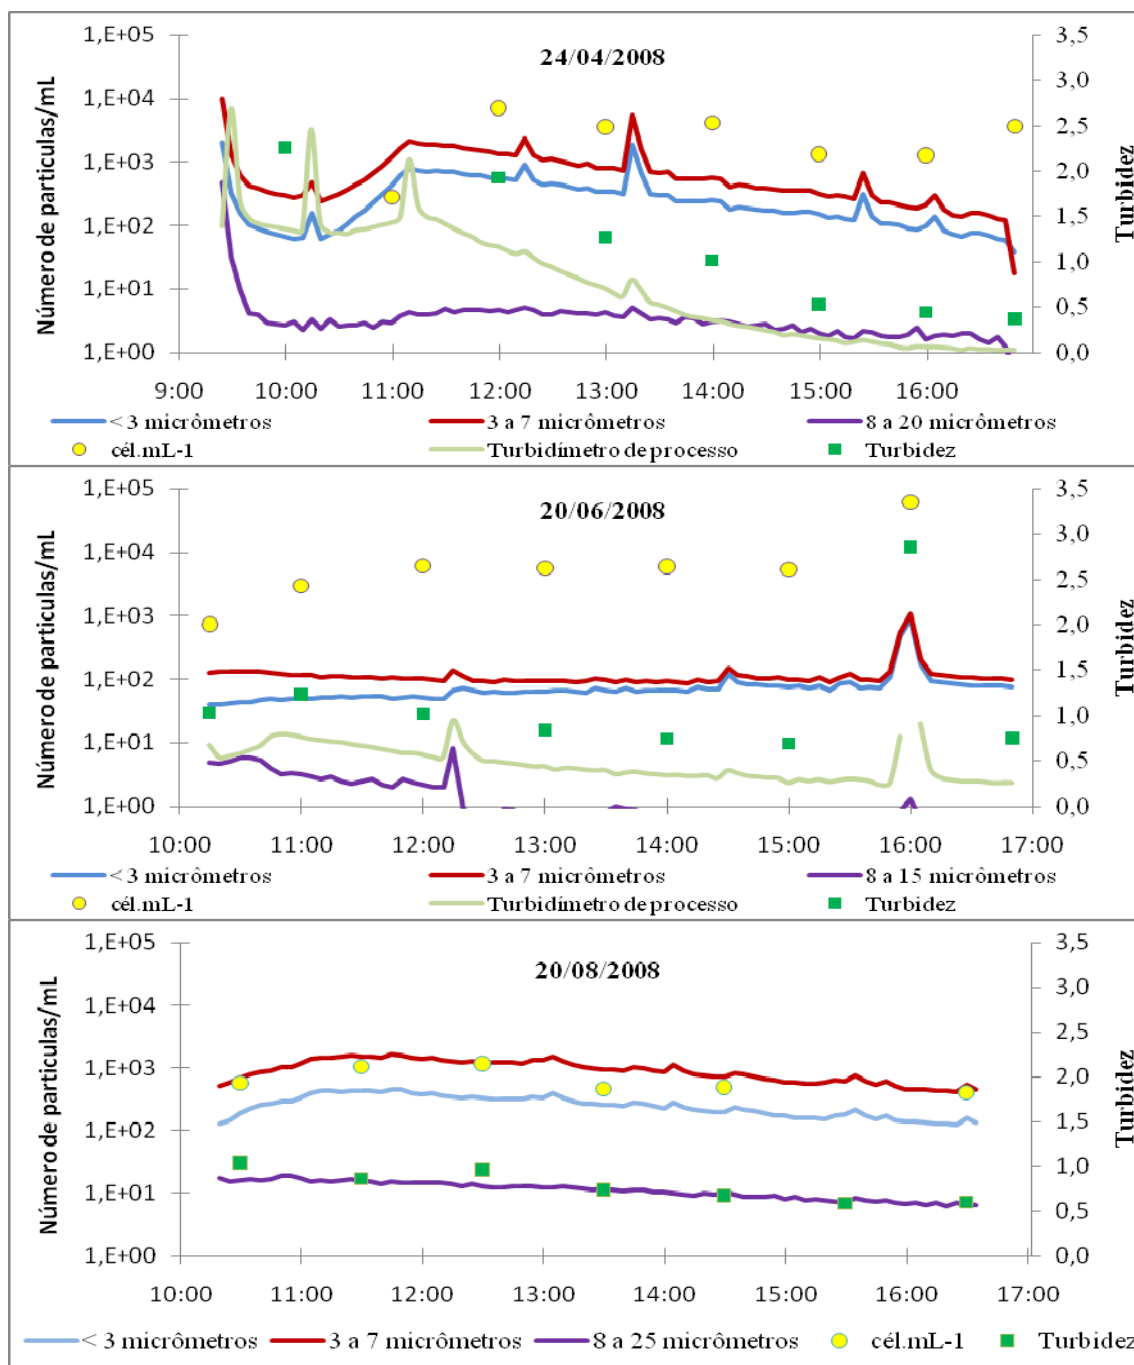 24/04/2008
Número de particulas/mL
1,E+05
1,E+04
1,E+03
1,E+02
1,E+01
1,E+00
3,5
3,0
2,5
2,0
1,5
1,0
0,5
0,0
Turbidez
9:00 10:00 11:00 12:00 13:00 14:00 15:00 16:00
< 3 micrômetros 3 a 7 micrômetros 8 a 20 micrômetros
cél.mL-1 Turbidímetro de processo Turbidez
20/06/2008
Número de particulas/mL
1,E+05
1,E+04
1,E+03
1,E+02
1,E+01
1,E+00
3,5
3,0
2,5
2,0
1,5
1,0
0,5
0,0
Turbidez
10:00 11:00 12:00 13:00 14:00 15:00 16:00 17:00
< 3 micrômetros 3 a 7 micrômetros 8 a 15 micrômetros
cél.mL-1 Turbidímetro de processo Turbidez
20/08/2008
Número de particulas/mL
1,E+05
1,E+04
1,E+03
1,E+02
1,E+01
1,E+00
3,5
3,0
2,5
2,0
1,5
1,0
0,5
0,0
Turbidez
10:00 11:00 12:00 13:00 14:00 15:00 16:00 17:00
< 3 micrômetros 3 a 7 micrômetros 8 a 25 micrômetros cél.mL-1 Turbidez